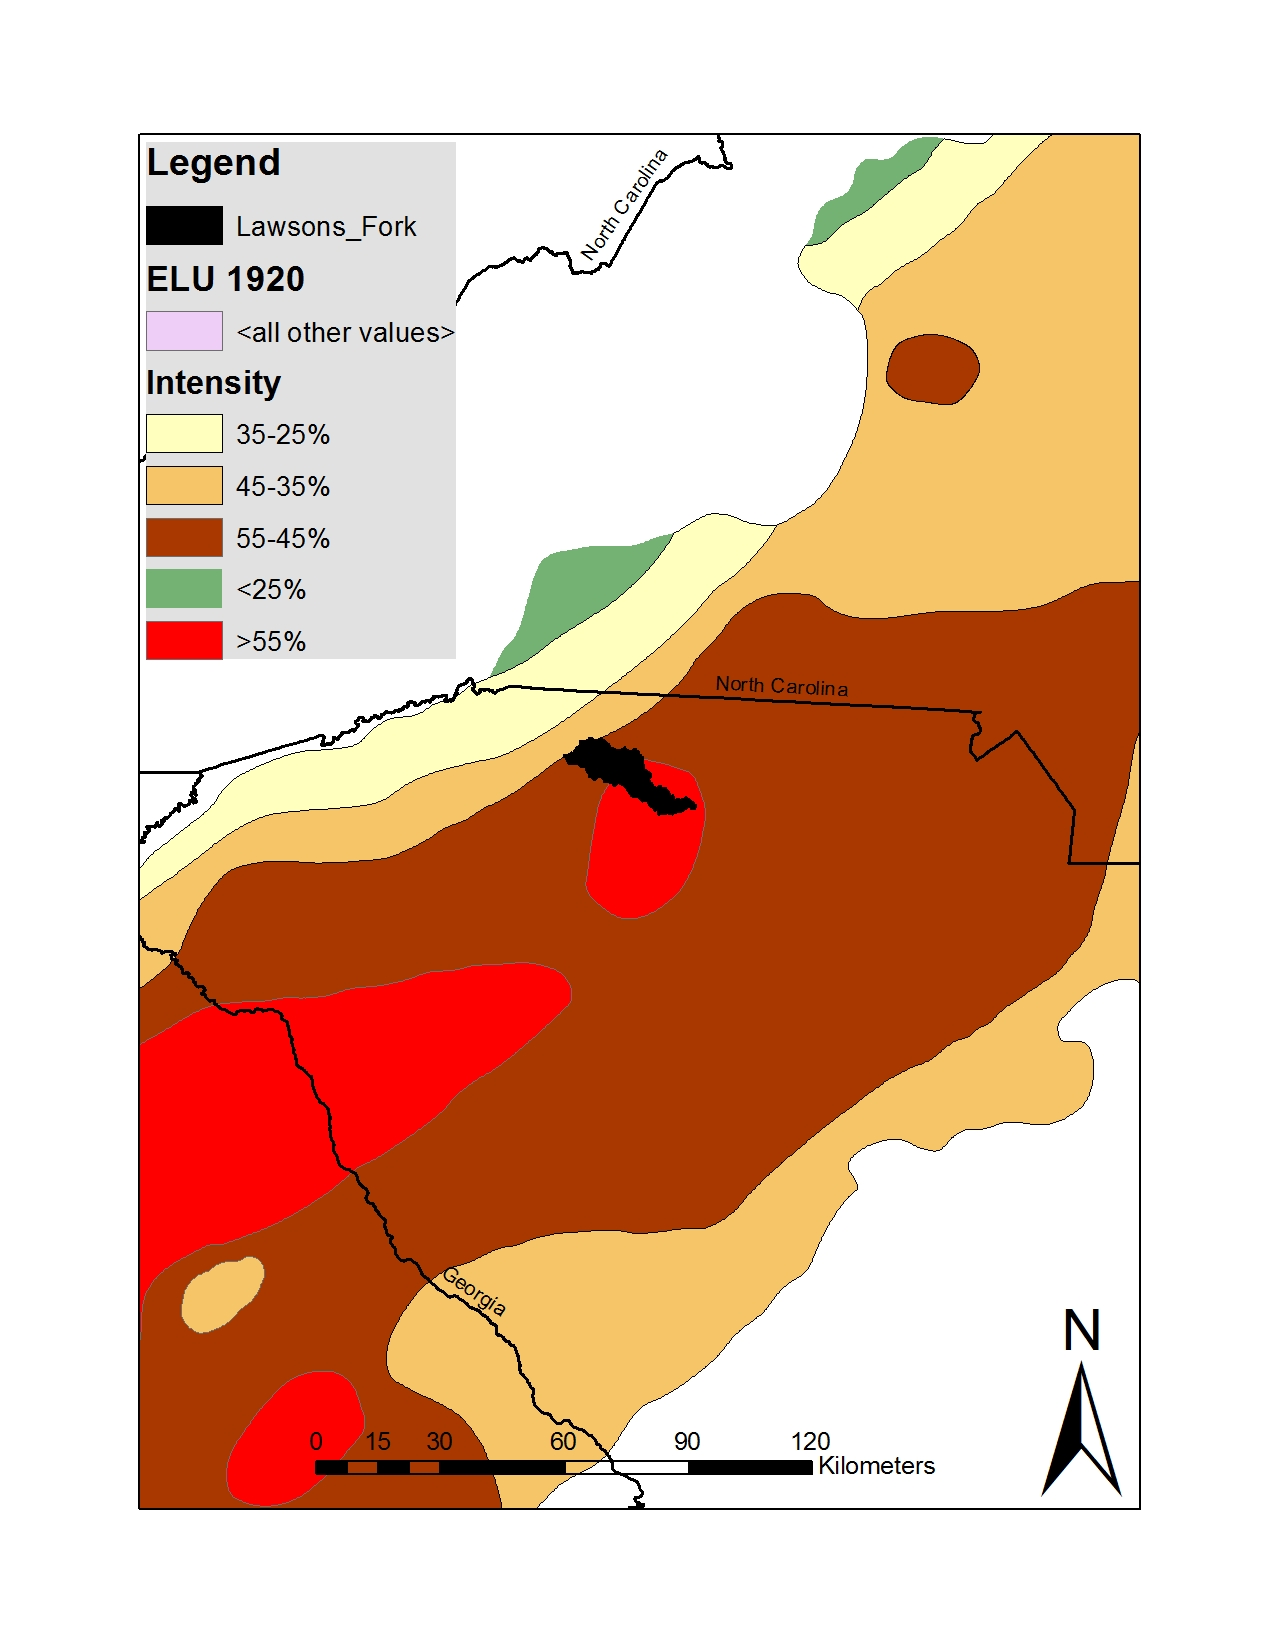 Legend
Lawsons_Fork
ELU 1920
<all other values>
Intensity
35-25%
45-35%
55-45%
<25%
>55%
North Carolina
North Carolina
Georgia
N
0 15 30 60 90 120
Kilometers